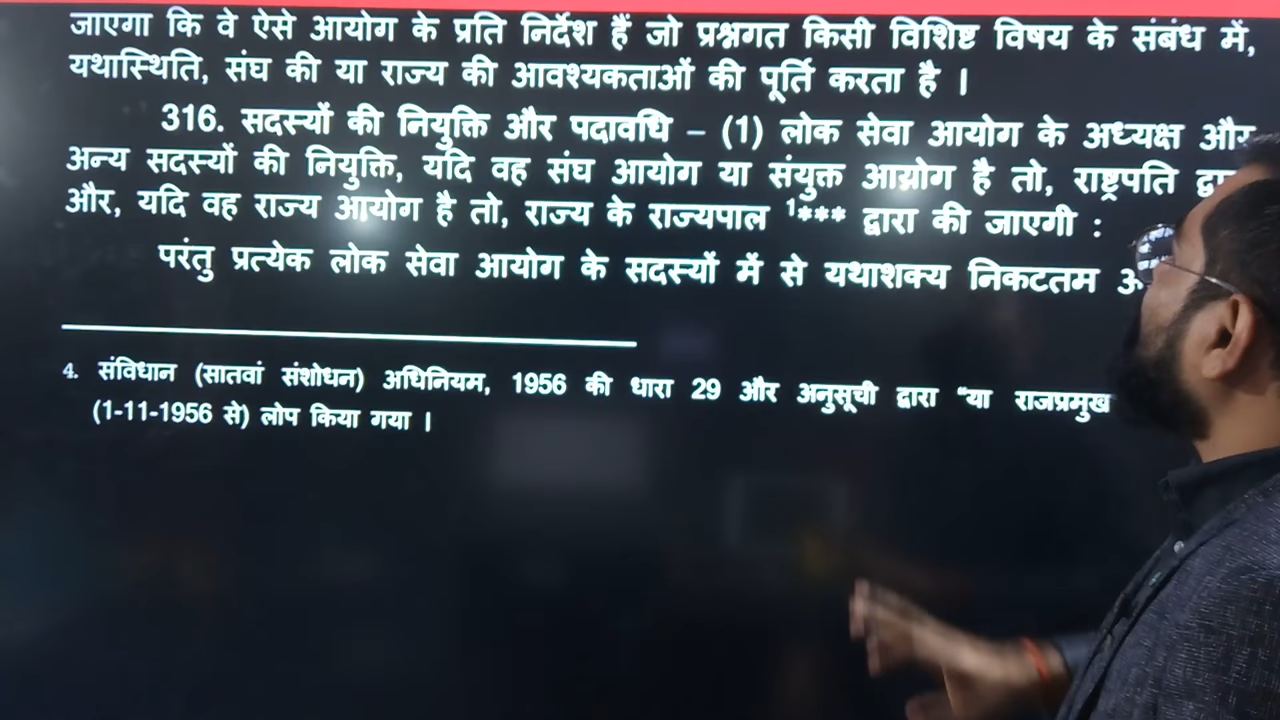 जाएगा कि वे ऐसे आयोग के प्रति निर्देश हैं जो प्रश्नगत किसी विशिष्ट विषय के संबंध में,
यथास्थिति, संघ की या राज्य की आवश्यकताओं की पूर्ति करता है ।
316. सदस्यों की नियुक्ति और पदावधि – (1) लोक सेवा आयोग के अध्यक्ष और
अन्य सदस्यों की नियुक्ति, यदि वह संघ आयोग या संयुक्त आयोग है तो, राष्ट्रपति
और, यदि वह राज्य आयोग है तो, राज्य के राज्यपाल 1*** द्वारा की जाएगी :
परंतु प्रत्येक लोक सेवा आयोग के सदस्यों में से यथाशक्य निकटतम
4. संविधान (सातवां संशोधन) अधिनियम, 1956 की धारा 29 और अनुसूची द्वारा “या राजप्रमुख
(1-11-1956 से) लोप किया गया ।